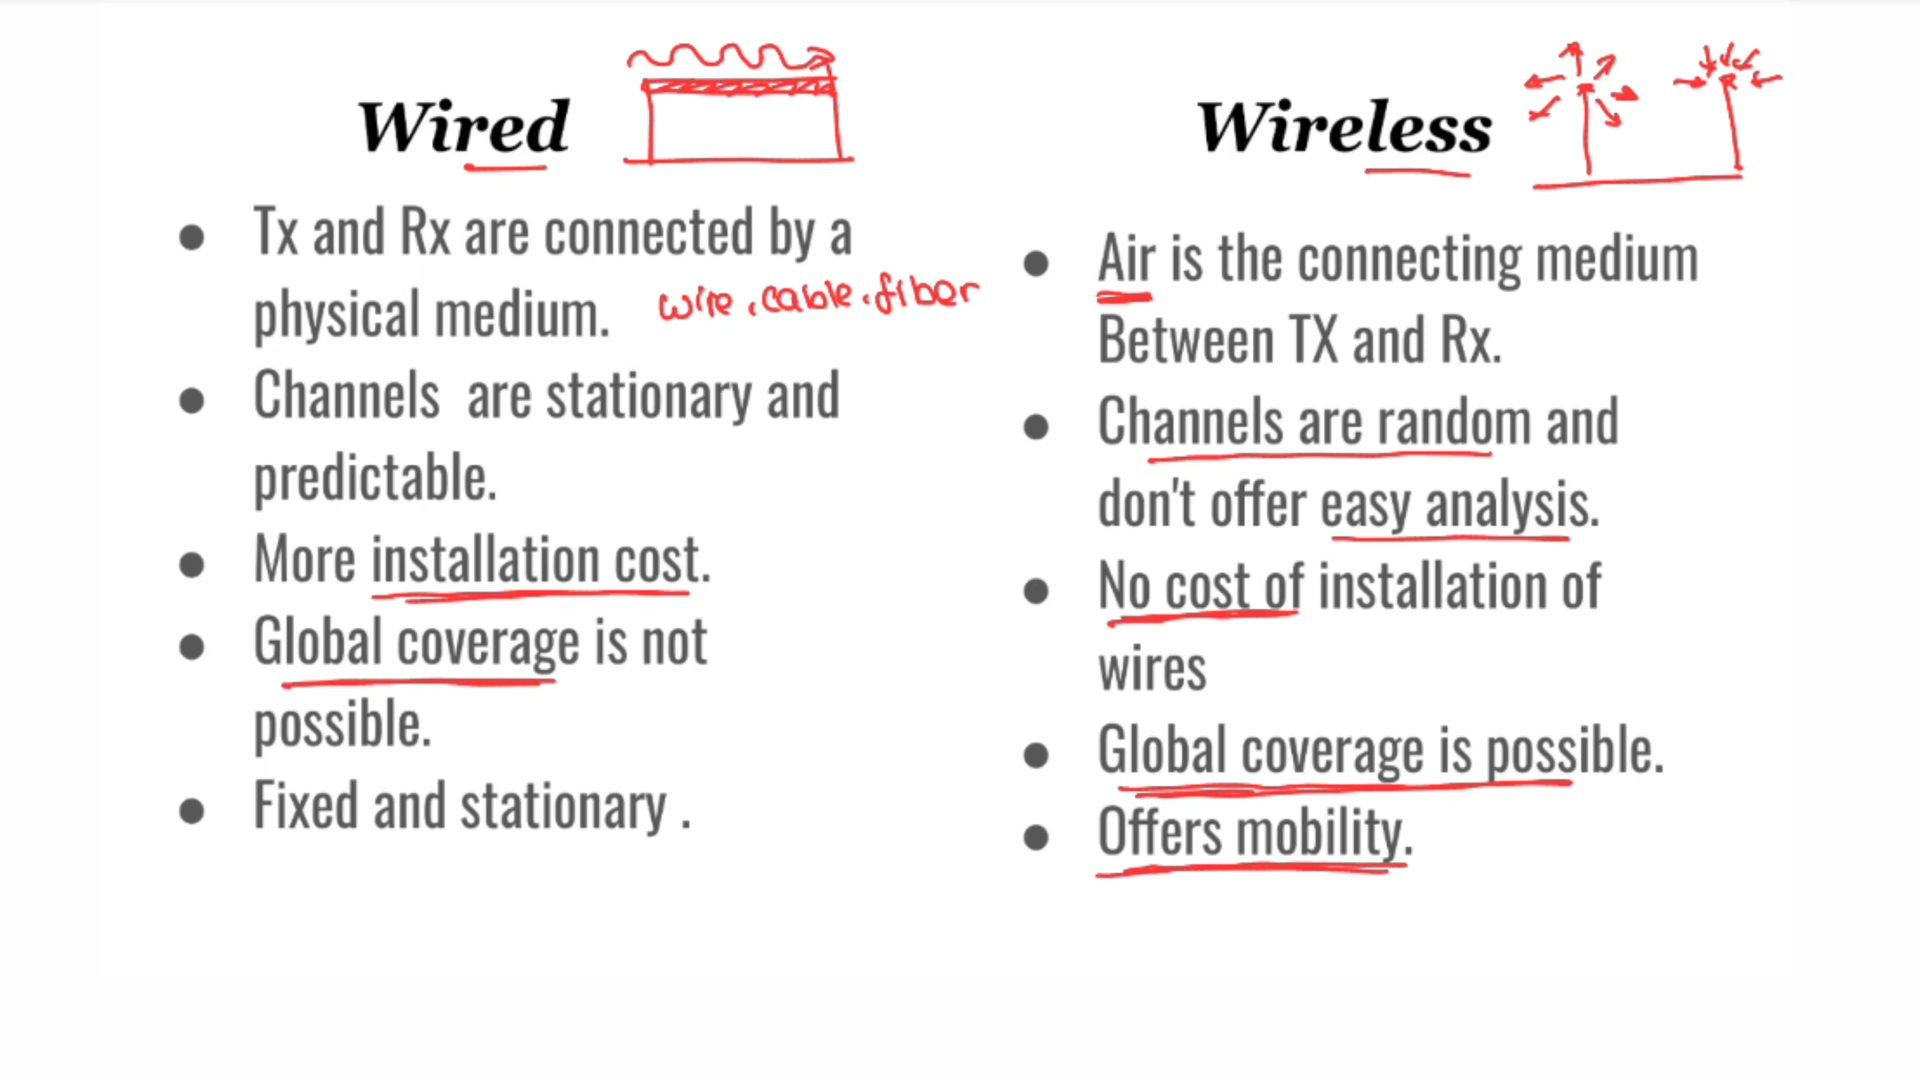 Wired
Tx and Rx are connected by a
physical medium. wire, cable, fiber
Channels are stationary and
predictable.
More installation cost.
Global coverage is not
possible.
Fixed and stationary .
Wireless
Air is the connecting medium
Between TX and Rx.
Channels are random and
don't offer easy analysis.
No cost of installation of
wires
Global coverage is possible.
Offers mobility.